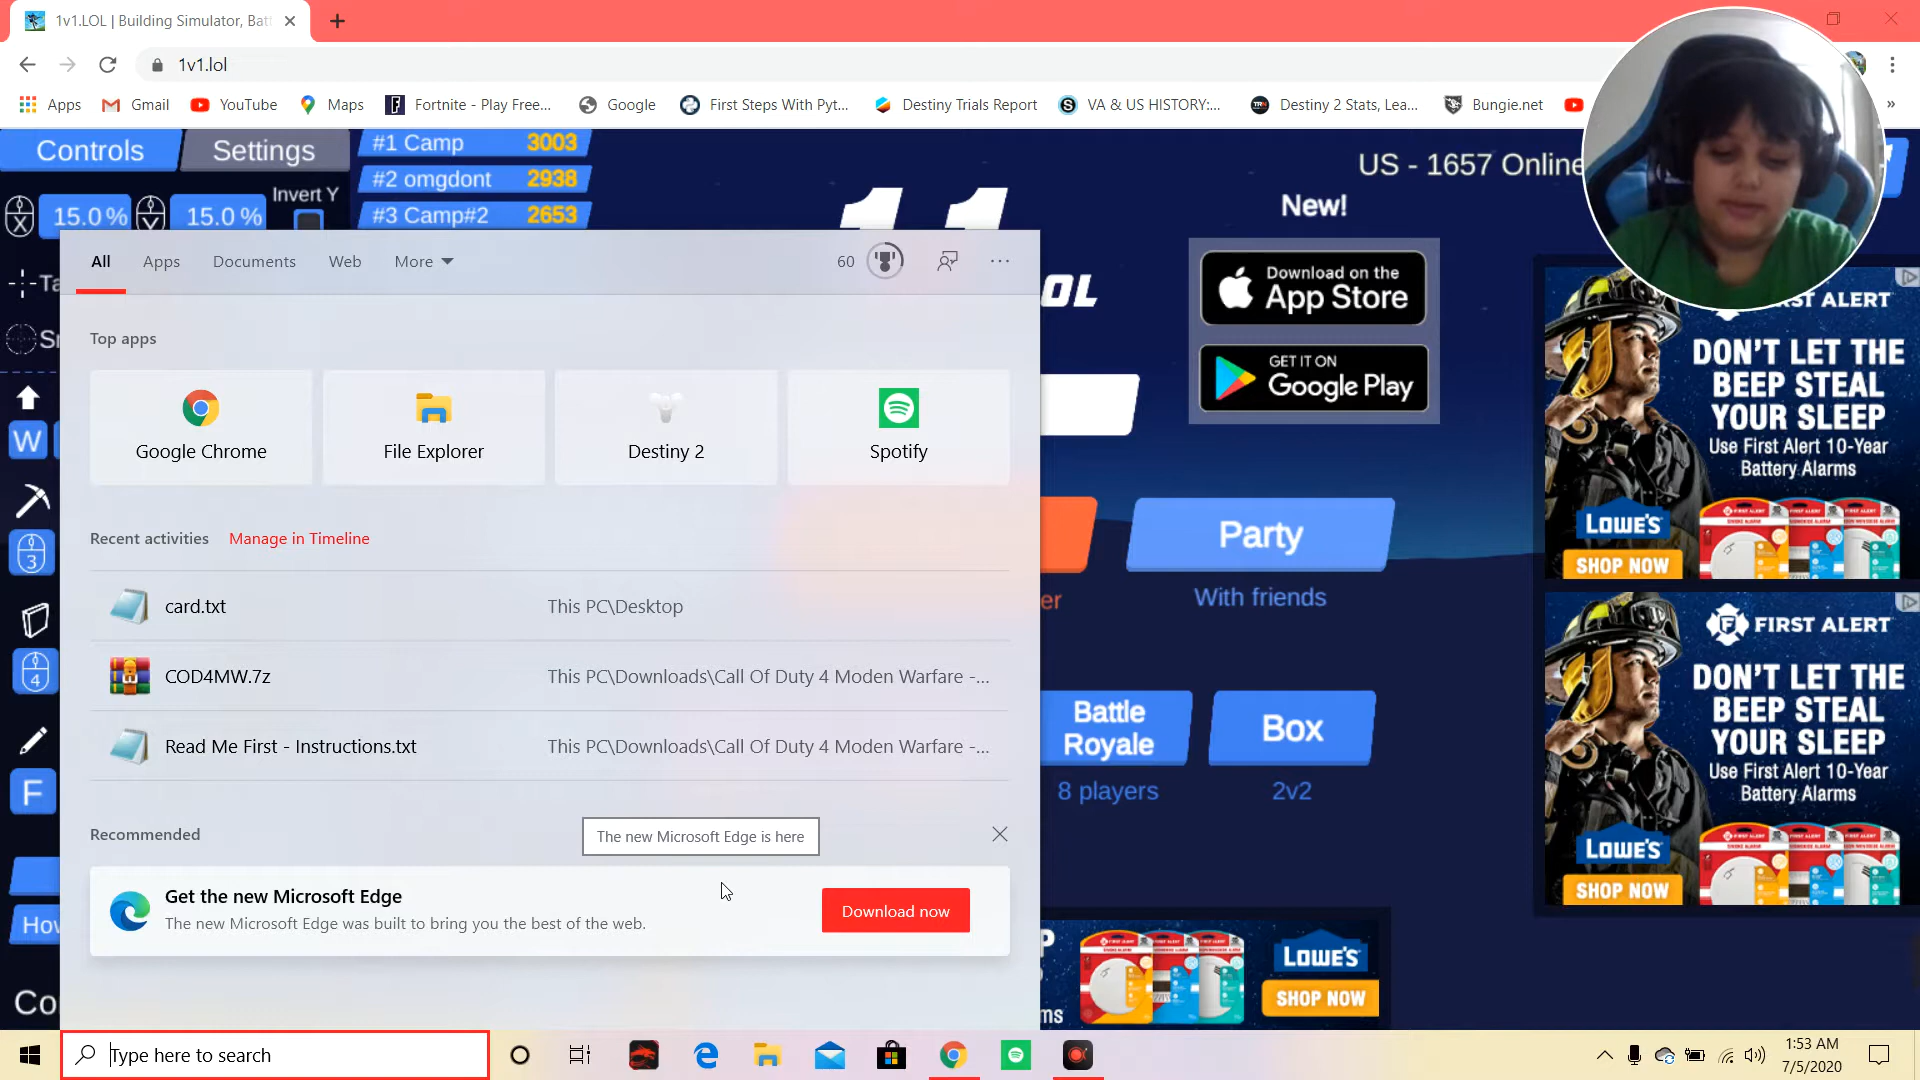 1v1.LOL | Building Simulator, Bat
1v1.lol
Apps
Gmail
YouTube
Maps
Fortnite - Play Free...
Google
First Steps With Pyt...
Destiny Trials Report
VA & US HISTORY:...
Destiny 2 Stats, Lea...
Bungie.net
»
Controls
Settings
#1 Camp 3003
#2 omgdont 2938
#3 Camp#2 2653
US - 1657 Online
Invert Y
X 15.0 % 15.0 %
New!
Download on the
App Store
GET IT ON
Google Play
LOL
All
Apps
Documents
Web
More
60
Top apps
Google Chrome
File Explorer
Destiny 2
Spotify
Recent activities Manage in Timeline
card.txt This PC\Desktop
COD4MW.7z This PC\Downloads\Call Of Duty 4 Moden Warfare -...
Read Me First - Instructions.txt This PC\Downloads\Call Of Duty 4 Moden Warfare -...
Recommended
The new Microsoft Edge is here
Get the new Microsoft Edge
The new Microsoft Edge was built to bring you the best of the web.
Download now
W
3
4
F
Party
With friends
Battle
Royale
8 players
Box
2v2
ST ALERT
DON'T LET THE
BEEP STEAL
YOUR SLEEP
Use First Alert 10-Year
Battery Alarms
LOWE'S
SHOP NOW
FIRST ALERT
DON'T LET THE
BEEP STEAL
YOUR SLEEP
Use First Alert 10-Year
Battery Alarms
LOWE'S
SHOP NOW
LOWE'S
SHOP NOW
Type here to search
1:53 AM
7/5/2020